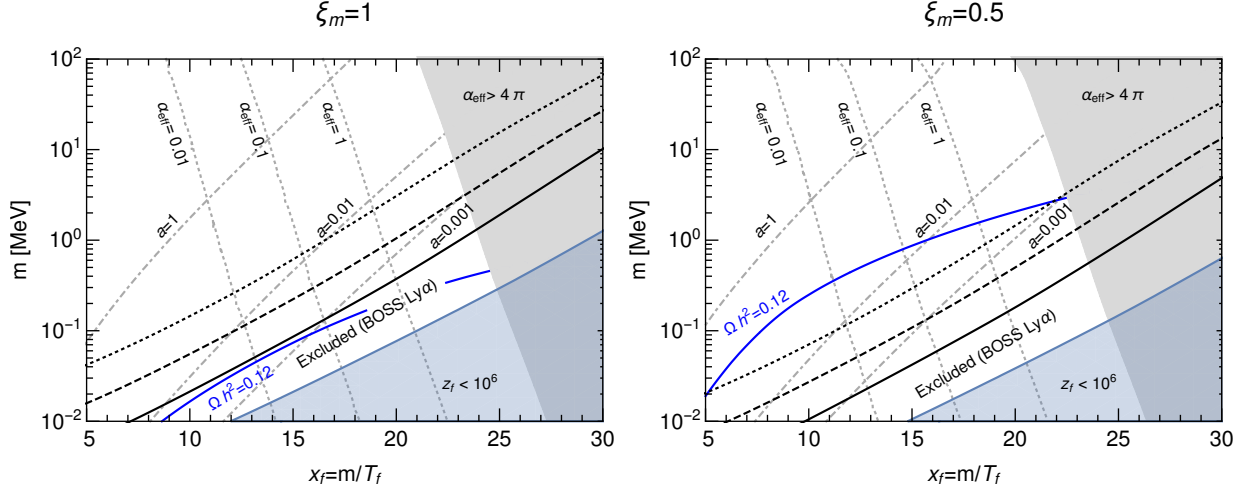 ξm=1
10²
10¹
10⁰
10⁻¹
10⁻²
m [MeV]
αeff= 0.01
αeff= 0.1
αeff= 1
αeff> 4 π
a=1
a=0.01
a=0.001
Ω h²=0.12
Excluded (BOSS Lyα)
zf < 10⁶
5
10
15
20
25
30
xf=m/Tf
ξm=0.5
10²
10¹
10⁰
10⁻¹
10⁻²
m [MeV]
αeff= 0.01
αeff= 0.1
αeff= 1
αeff> 4 π
a=1
a=0.01
a=0.001
Ω h²=0.12
Excluded (BOSS Lyα)
zf < 10⁶
5
10
15
20
25
30
xf=m/Tf